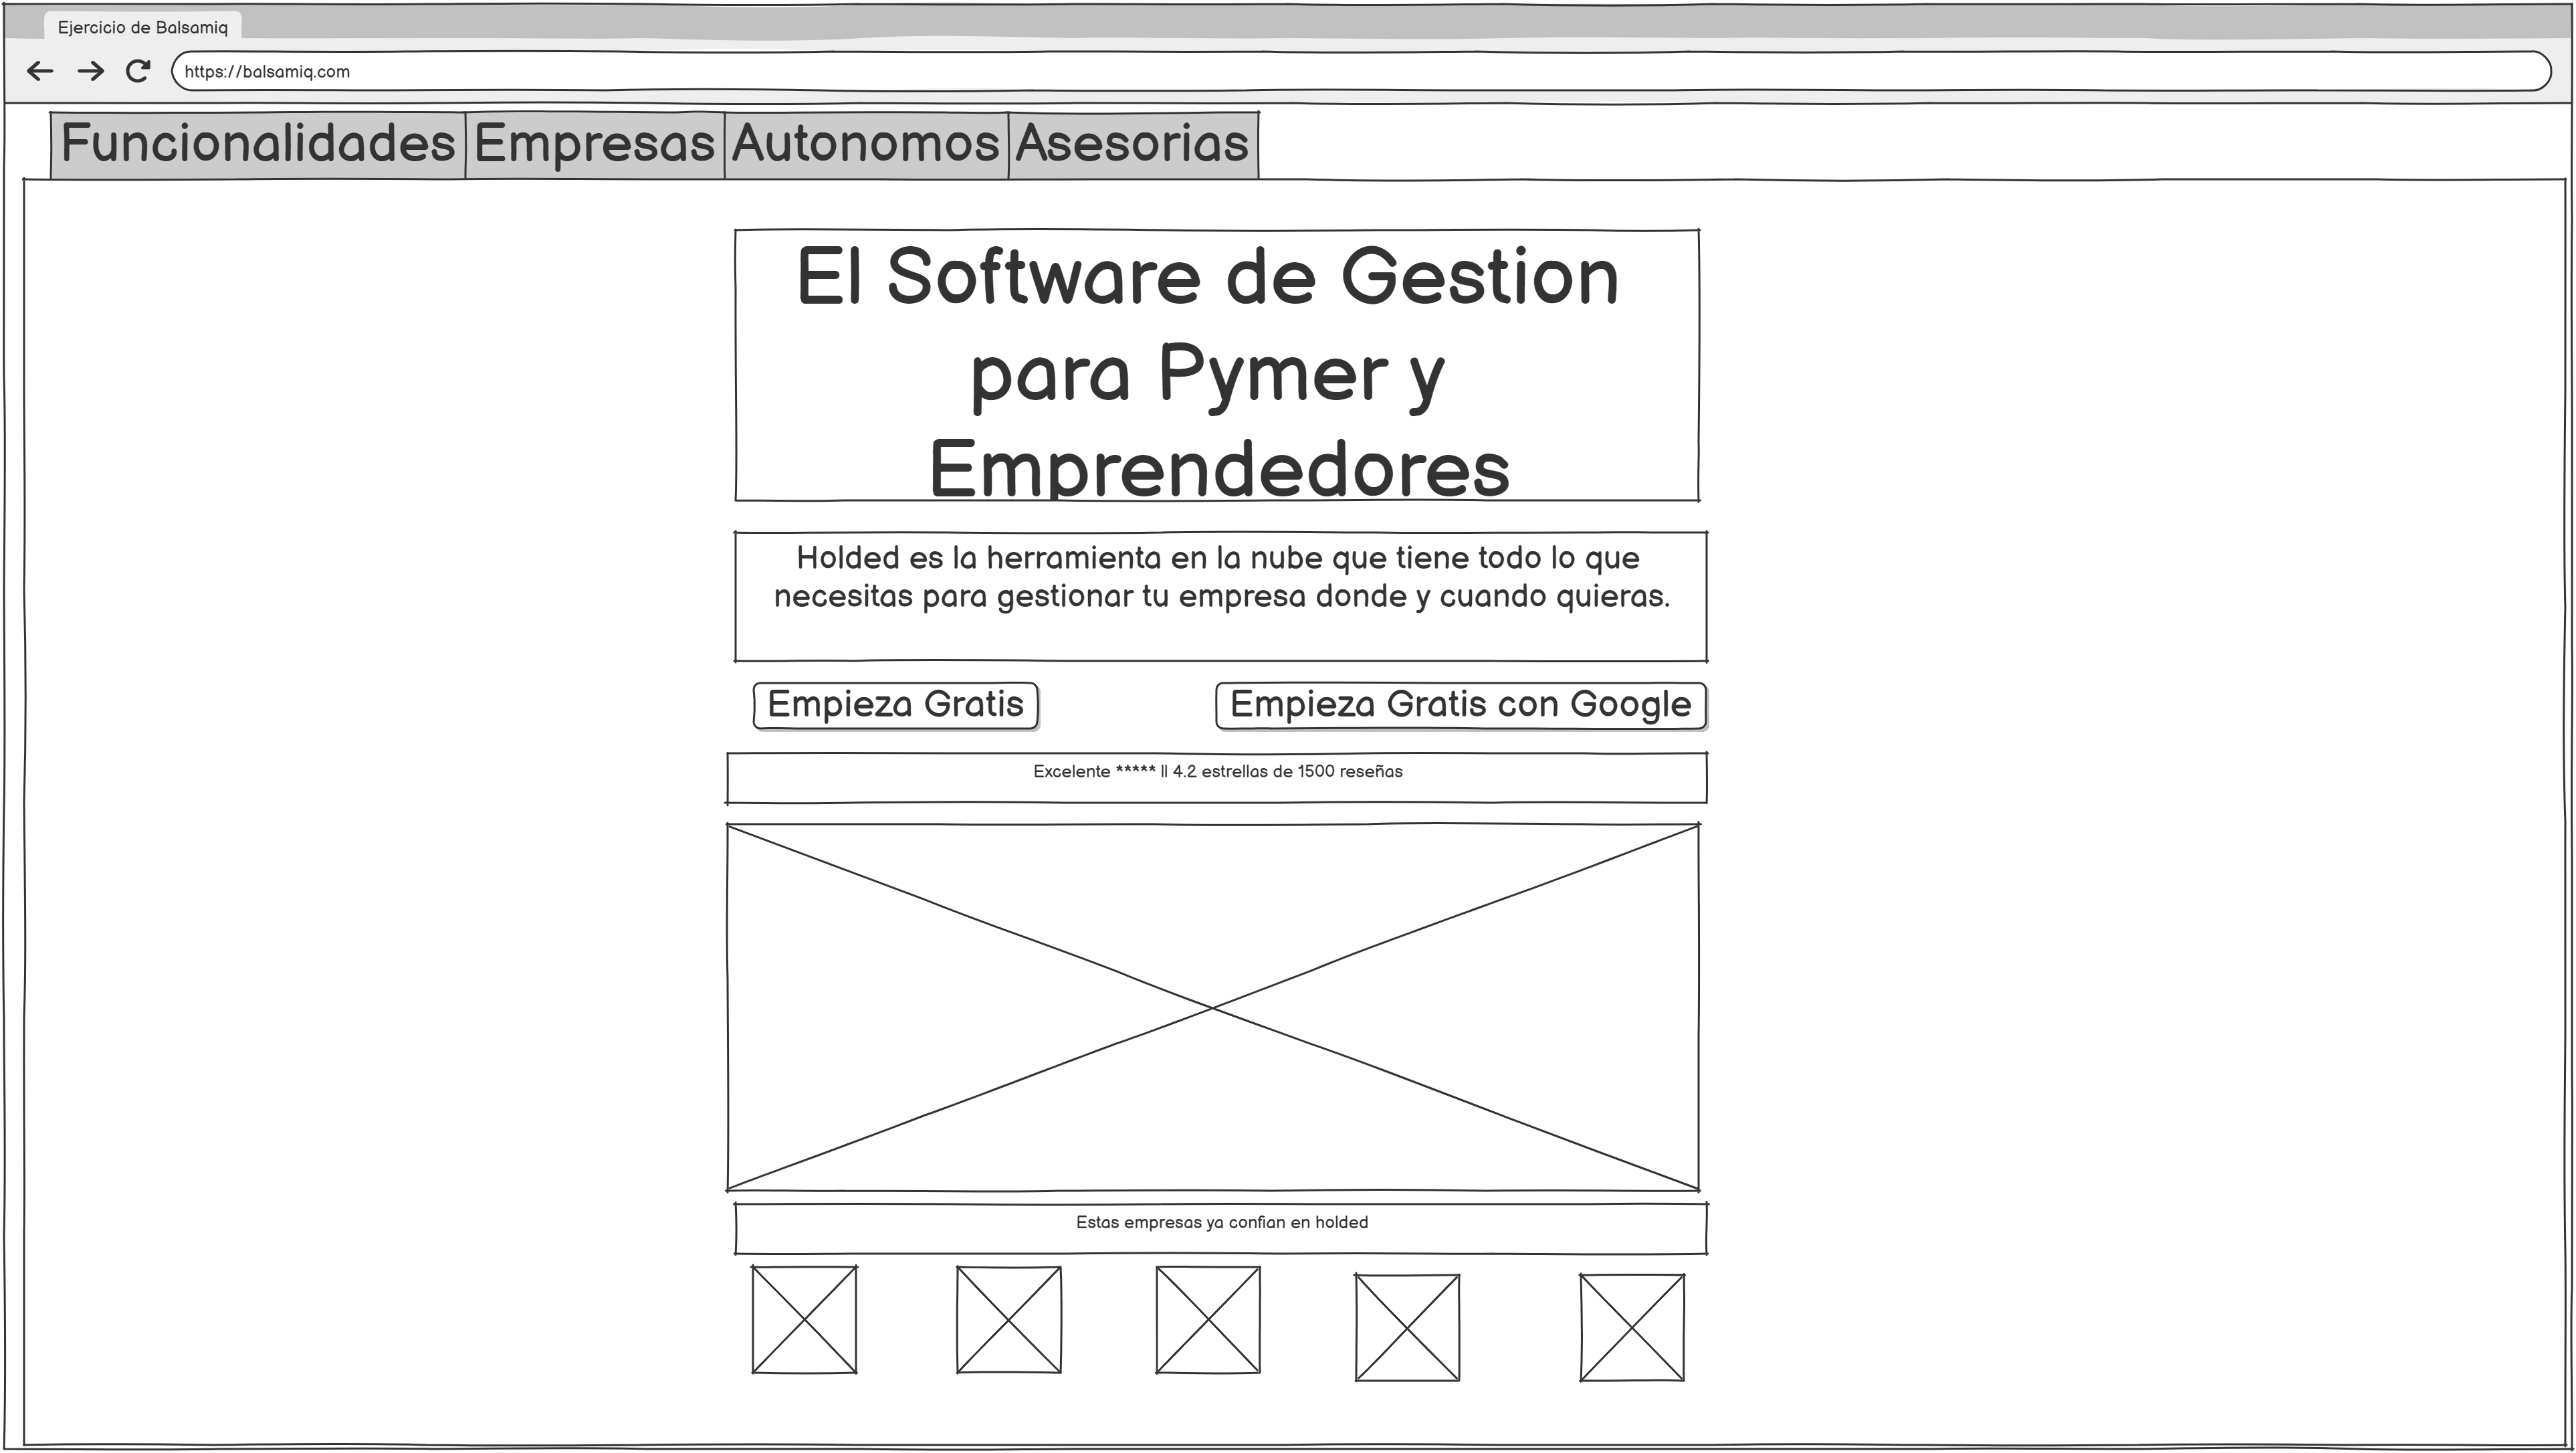 Ejercicio de Balsamiq
https://balsamiq.com
Funcionalidades Empresas Autonomos Asesorias
El Software de Gestion
para Pymer y
Emprendedores
Holded es la herramienta en la nube que tiene todo lo que
necesitas para gestionar tu empresa donde y cuando quieras.
Empieza Gratis Empieza Gratis con Google
Excelente ***** || 4.2 estrellas de 1500 reseñas
Estas empresas ya confian en holded